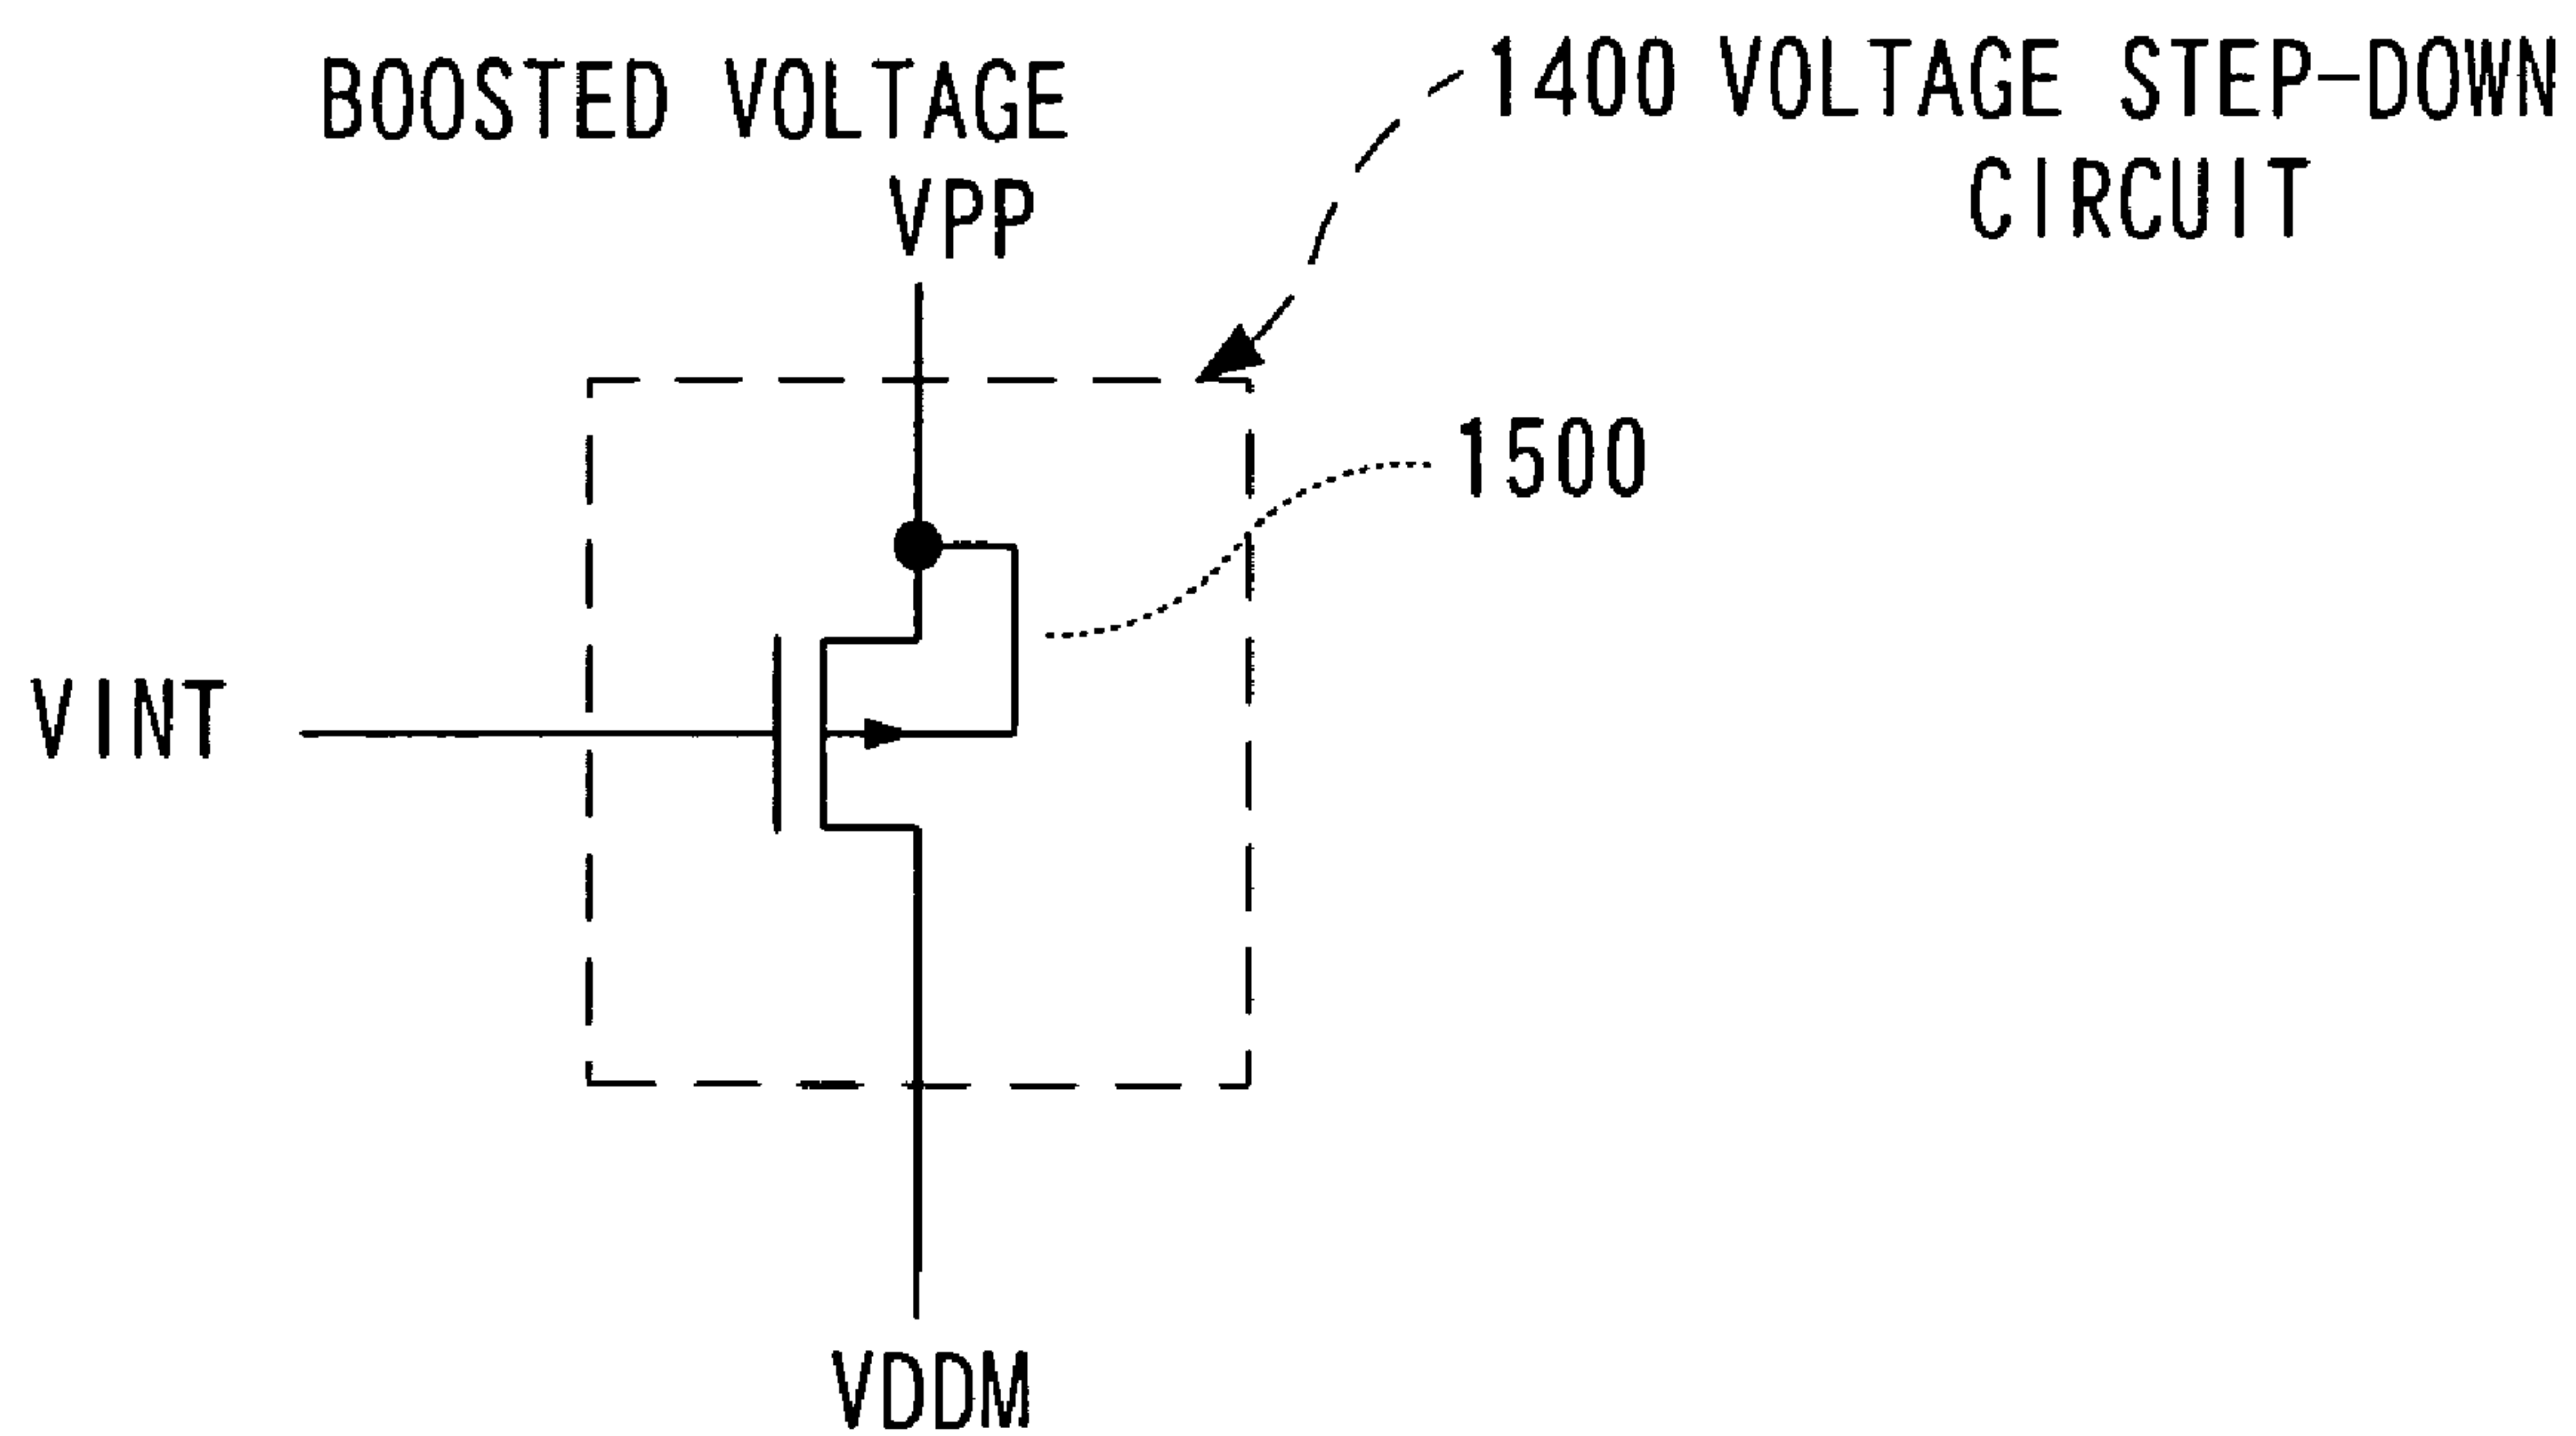 BOOSTED VOLTAGE
VPP
1400 VOLTAGE STEP-DOWN
CIRCUIT
1500
VINT
VDDM